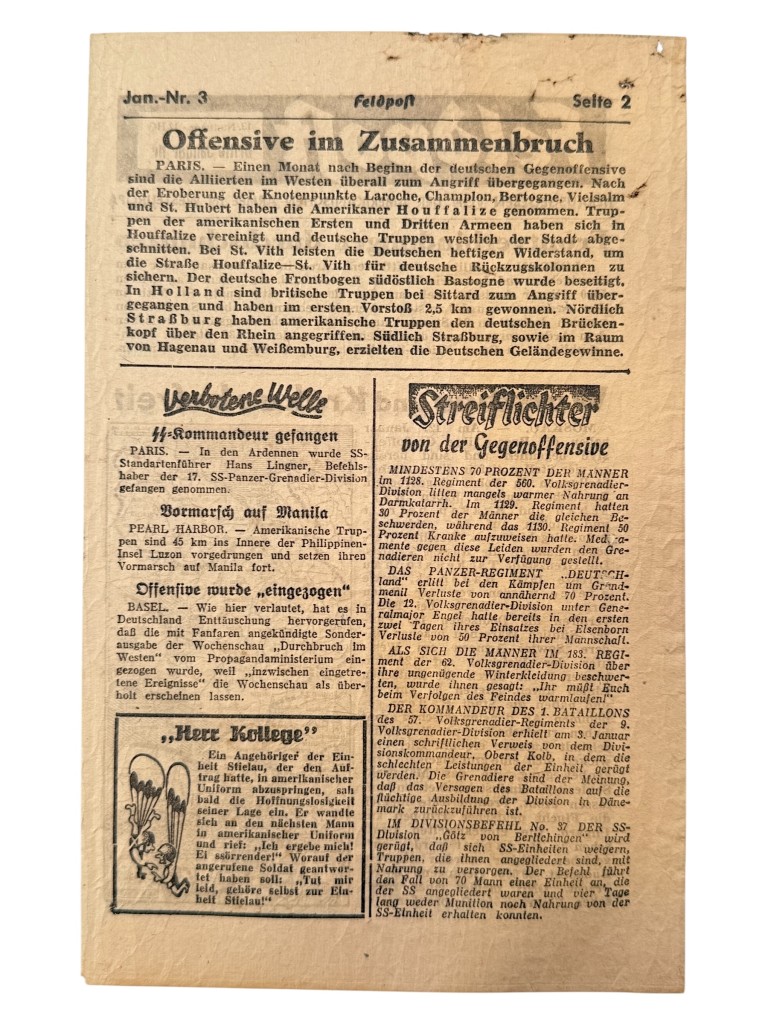 Jan.-Nr. 3 Feldpost Seite 2
Offensive im Zusammenbruch
PARIS. — Einen Monat nach Beginn der deutschen Gegenoffensive
sind die Alliierten im Westen überall zum Angriff übergegangen. Nach
der Eroberung der Knotenpunkte Laroche, Champlon, Bertogne, Vielsalm
und St. Hubert haben die Amerikaner Houffalize genommen. Trup-
pen der amerikanischen Ersten und Dritten Armeen haben sich in
Houffalize vereinigt und deutsche Truppen westlich der Stadt abge-
schnitten. Bei St. Vith leisten die Deutschen heftigen Widerstand, um
die Straße Houffalize—St. Vith für deutsche Rückzugskolonnen zu
sichern. Der deutsche Frontbogen südöstlich Bastogne wurde beseitigt.
In Holland sind britische Truppen bei Sittard zum Angriff über-
gegangen und haben im ersten Vorstoß 2,5 km gewonnen. Nördlich
Straßburg haben amerikanische Truppen den deutschen Brücken-
kopf über den Rhein angegriffen. Südlich Straßburg, sowie im Raum
von Hagenau und Weißemburg, erzielten die Deutschen Geländegewinne.
Verbotene Welle
SS-Kommandeur gefangen
PARIS. — In den Ardennen wurde SS-
Standartenführer Hans Lingner, Befehls-
haber der 17. SS-Panzer-Grenadier-Division
gefangen genommen.
Vormarsch auf Manila
PEARL HARBOR. — Amerikanische Trup-
pen sind 45 km ins Innere der Philippinen-
Insel Luzon vorgedrungen und setzen ihren
Vormarsch auf Manila fort.
Offensive wurde „eingezogen"
BASEL. — Wie hier verlautet, hat es in
Deutschland Enttäuschung hervorgerufen,
daß die mit Fanfaren angekündigte Sonder-
ausgabe der Wochenschau „Durchbruch im
Westen" vom Propagandaministerium ein-
gezogen wurde, weil „inzwischen eingetre-
tene Ereignisse" die Wochenschau als über-
holt erscheinen lassen.
„Herr Kollege"
Ein Angehöriger der Ein-
heit Stielau, der den Auf-
trag hatte, in amerikanischer
Uniform abzuspringen, sah
bald die Hoffnungslosigkeit
seiner Lage ein. Er wandte
sich an den nächsten Mann
in amerikanischer Uniform
und rief: „Ich ergebe mich!
Ei ssörrender!" Worauf der
angerufene Soldat geantwor-
tet haben soll: „Tut mir
leid, gehöre selbst zur Ein-
heit Stielau!"
Streiflichter
von der Gegenoffensive
MINDESTENS 70 PROZENT DER MÄNNER
im 1128. Regiment der 560. Volksgrenadier-
Division litten mangels warmer Nahrung an
Darmkatarrh. Im 1129. Regiment hatten
30 Prozent der Männer die gleichen Be-
schwerden, während das 1130. Regiment 50
Prozent Kranke aufzuweisen hatte. Medika-
mente gegen diese Leiden wurden den Gre-
nadieren nicht zur Verfügung gestellt.
DAS PANZER-REGIMENT „DEUTSCH-
land" erlitt bei den Kämpfen um Grand-
menil Verluste von annähernd 70 Prozent.
Die 12. Volksgrenadier-Division unter Gene-
ralmajor Engel hatte bereits in den ersten
zwei Tagen ihres Einsatzes bei Elsenborn
Verluste von 50 Prozent ihrer Mannschaft.
ALS SICH DIE MÄNNER IM 183. REGI-
ment der 62. Volksgrenadier-Division über
ihre ungenügende Winterkleidung beschwer-
ten, wurde ihnen gesagt: „Ihr müßt Euch
beim Verfolgen des Feindes warmlaufen!"
DER KOMMANDEUR DES 1. BATAILLONS
des 57. Volksgrenadier-Regiments der 9.
Volksgrenadier-Division erhielt am 3. Januar
einen schriftlichen Verweis von dem Divi-
sionskommandeur, Oberst Kolb, in dem die
schlechten Leistungen der Einheit gerügt
werden. Die Grenadiere sind der Meinung,
daß das Versagen des Bataillons auf die
flüchtige Ausbildung der Division in Däne-
mark zurückzuführen ist.
IM DIVISIONSBEFEHL No. 37 DER SS-
Division „Götz von Berlichingen" wird
gerügt, daß sich SS-Einheiten weigern,
Truppen, die ihnen angegliedert sind, mit
Nahrung zu versorgen. Der Befehl führt
den Fall von 70 Mann einer Einheit an, die
der SS angegliedert waren und vier Tage
lang weder Munition noch Nahrung von der
SS-Einheit erhalten konnten.